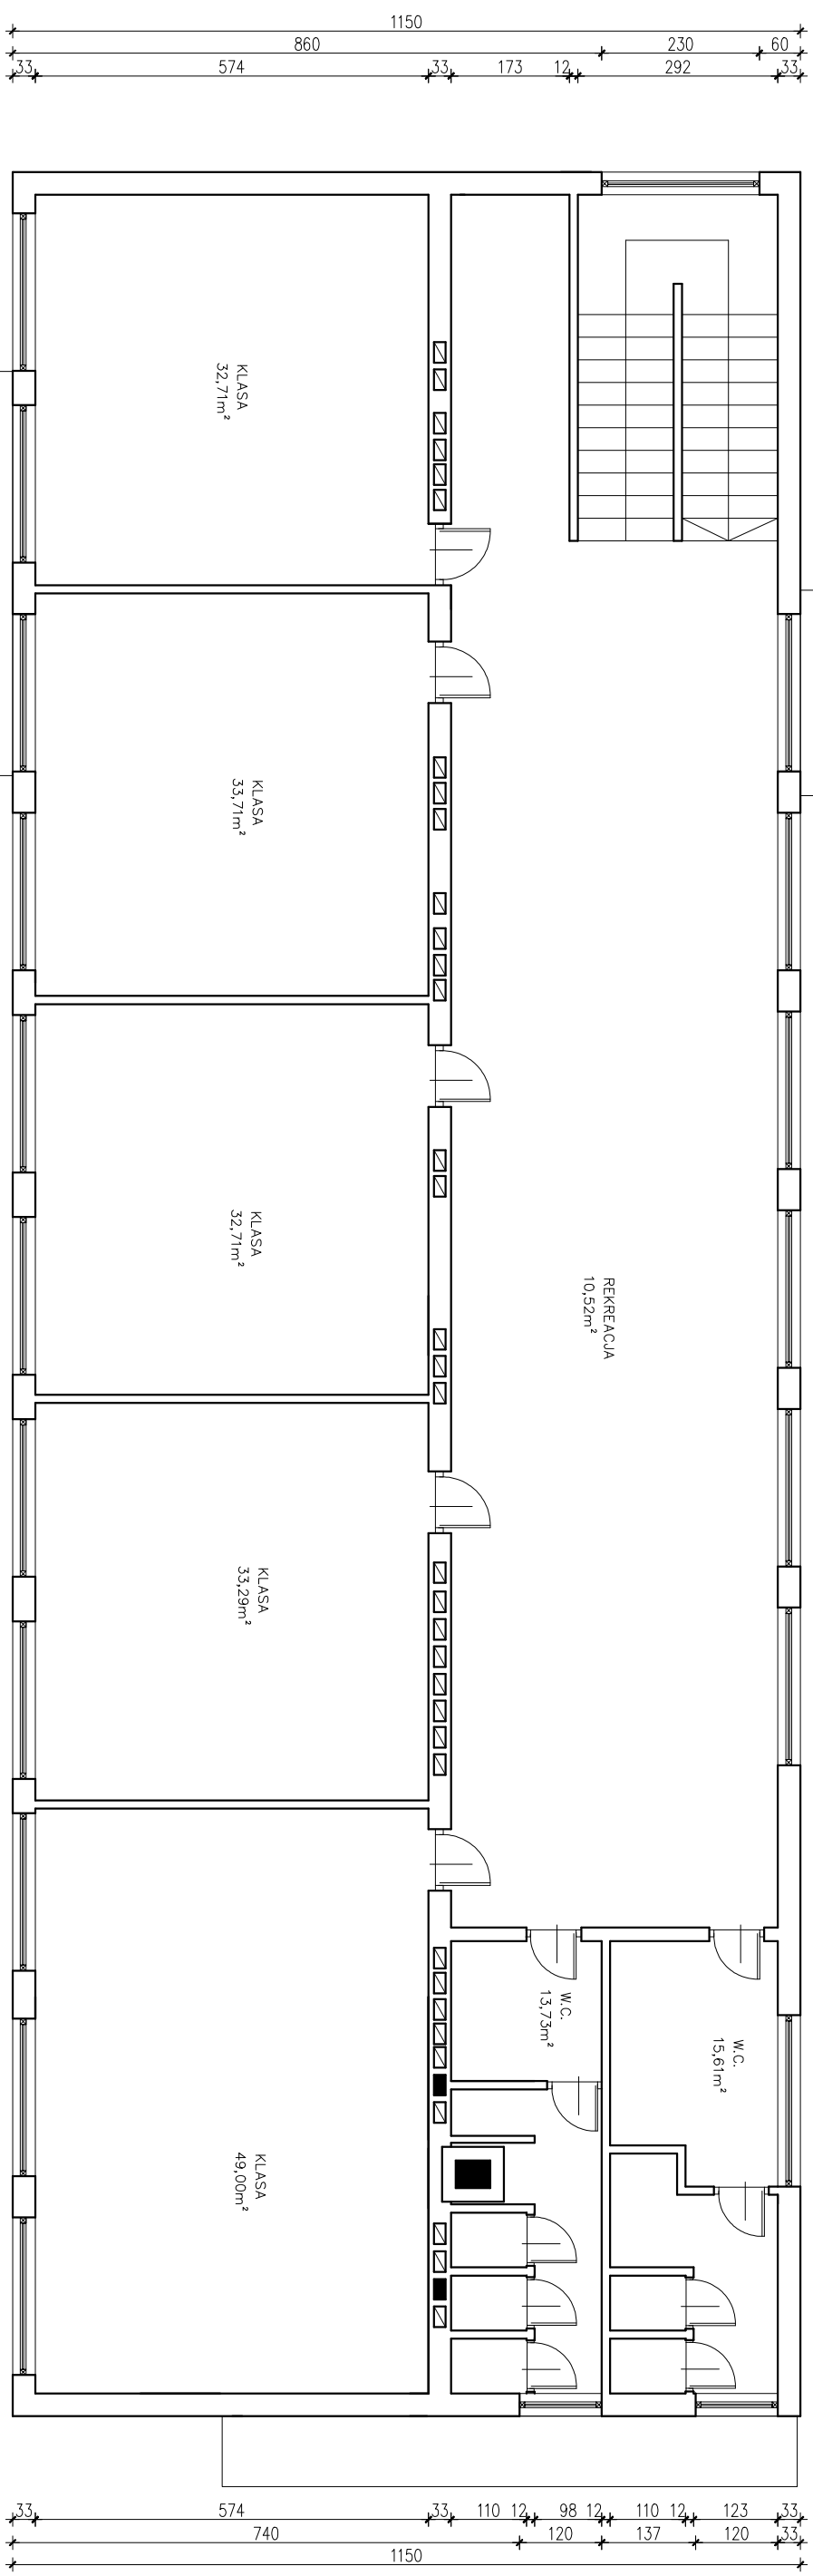 1150
860 230 60
33 574 33 173 12 292 33
KLASA
32,71m²
KLASA
33,71m²
KLASA
32,71m²
REKREACJA
10,52m²
KLASA
33,29m²
W.C.
13,73m²
W.C.
15,61m²
KLASA
49,00m²
33 574 33 110 12 98 12 110 12 123 33
740 120 137 120 33
1150